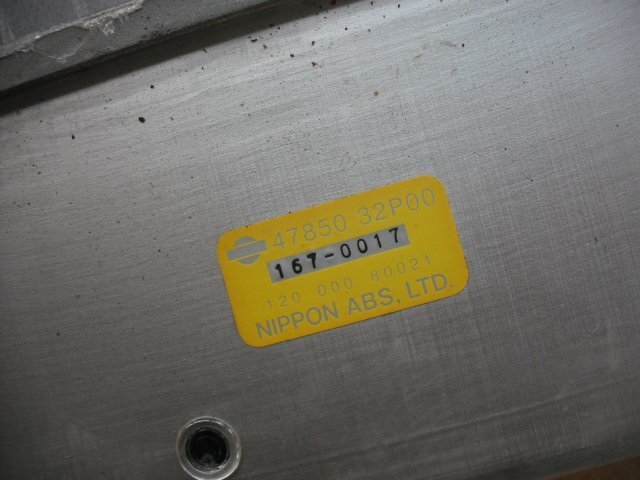 47850 32P00
167-0017
120 000 80021
NIPPON ABS, LTD.